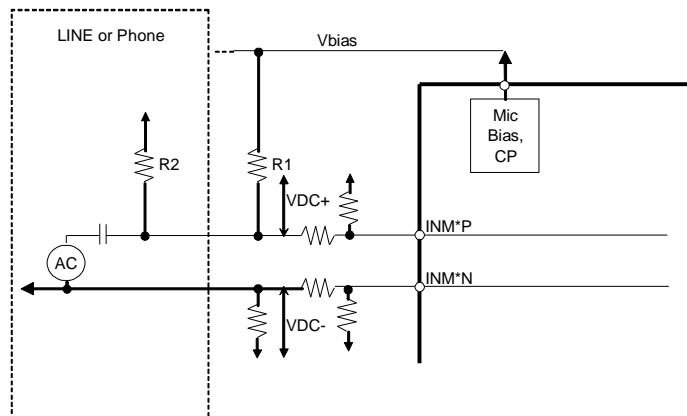 LINE or Phone
Vbias
Mic
Bias,
CP
R2
R1
VDC+
INM*P
AC
INM*N
VDC-